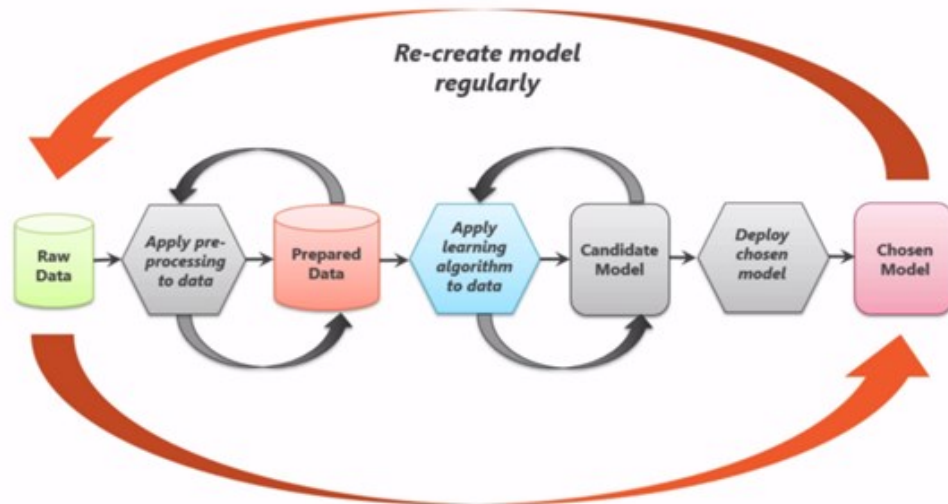 Re-create model
regularly
Raw
Data
Apply pre-
processing
to data
Prepared
Data
Apply
learning
algorithm
to data
Candidate
Model
Deploy
chosen
model
Chosen
Model